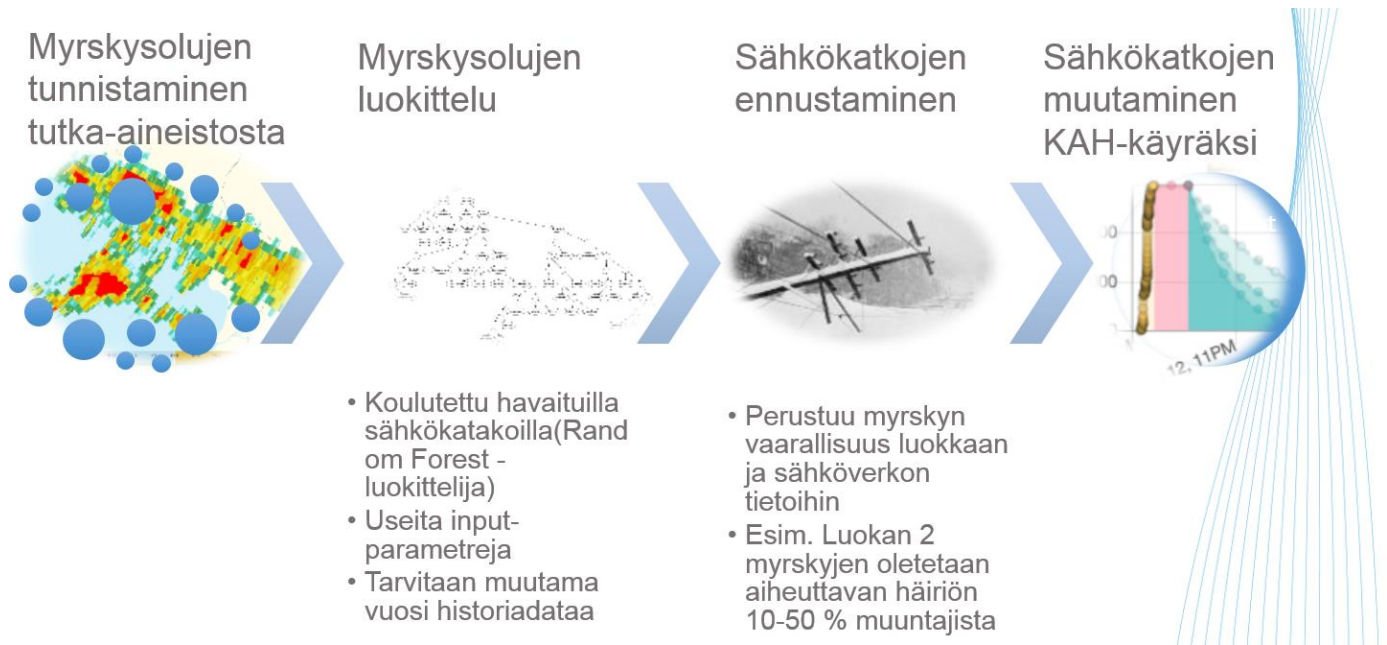 Myrskysolujen
tunnistaminen
tutka-aineistosta
Myrskysolujen
luokittelu
• Koulutettu havaituilla
sähkökatakoilla(Rand
om Forest -
luokittelija)
• Useita input-
parametreja
• Tarvitaan muutama
vuosi historiadataa
Sähkökatkojen
ennustaminen
• Perustuu myrskyn
vaarallisuus luokkaan
ja sähköverkon
tietoihin
• Esim. Luokan 2
myrskyjen oletetaan
aiheuttavan häiriön
10-50 % muuntajista
Sähkökatkojen
muutaminen
KAH-käyräksi
t
00
00
12, 11PM